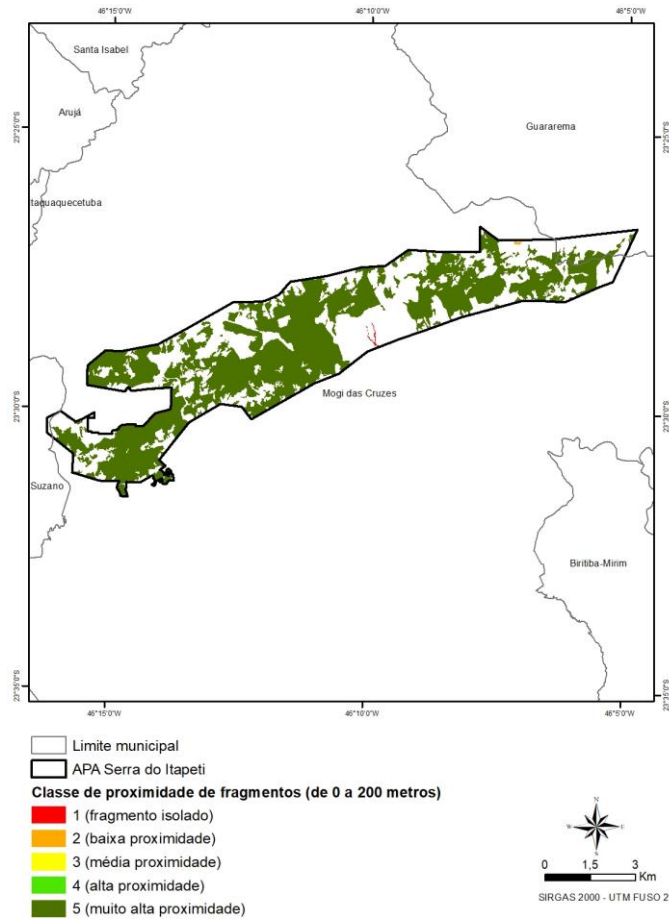 46°15'0"W 46°10'0"W 46°5'0"W
Santa Isabel
Arujá
23°25'0"S 23°25'0"S
Guararema
Itaquaquecetuba
Mogi das Cruzes
23°30'0"S 23°30'0"S
Suzano
Biritiba-Mirim
23°35'0"S 23°35'0"S
46°15'0"W 46°10'0"W 46°5'0"W
Limite municipal
APA Serra do Itapeti
Classe de proximidade de fragmentos (de 0 a 200 metros)
1 (fragmento isolado)
2 (baixa proximidade)
3 (média proximidade)
4 (alta proximidade)
5 (muito alta proximidade)
N
W E
S
0 1,5 3
Km
SIRGAS 2000 - UTM FUSO 2